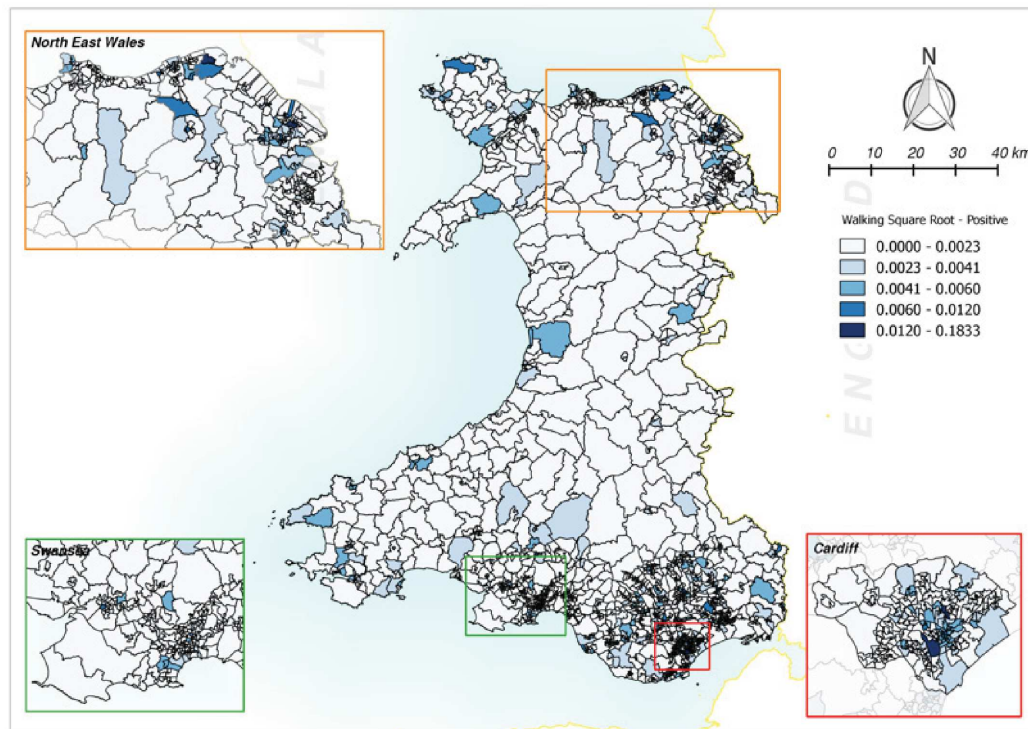 North East Wales
N
0 10 20 30 40 km
ENGLAND
Walking Square Root - Positive
0.0000 - 0.0023
0.0023 - 0.0041
0.0041 - 0.0060
0.0060 - 0.0120
0.0120 - 0.1833
Swansea
Cardiff